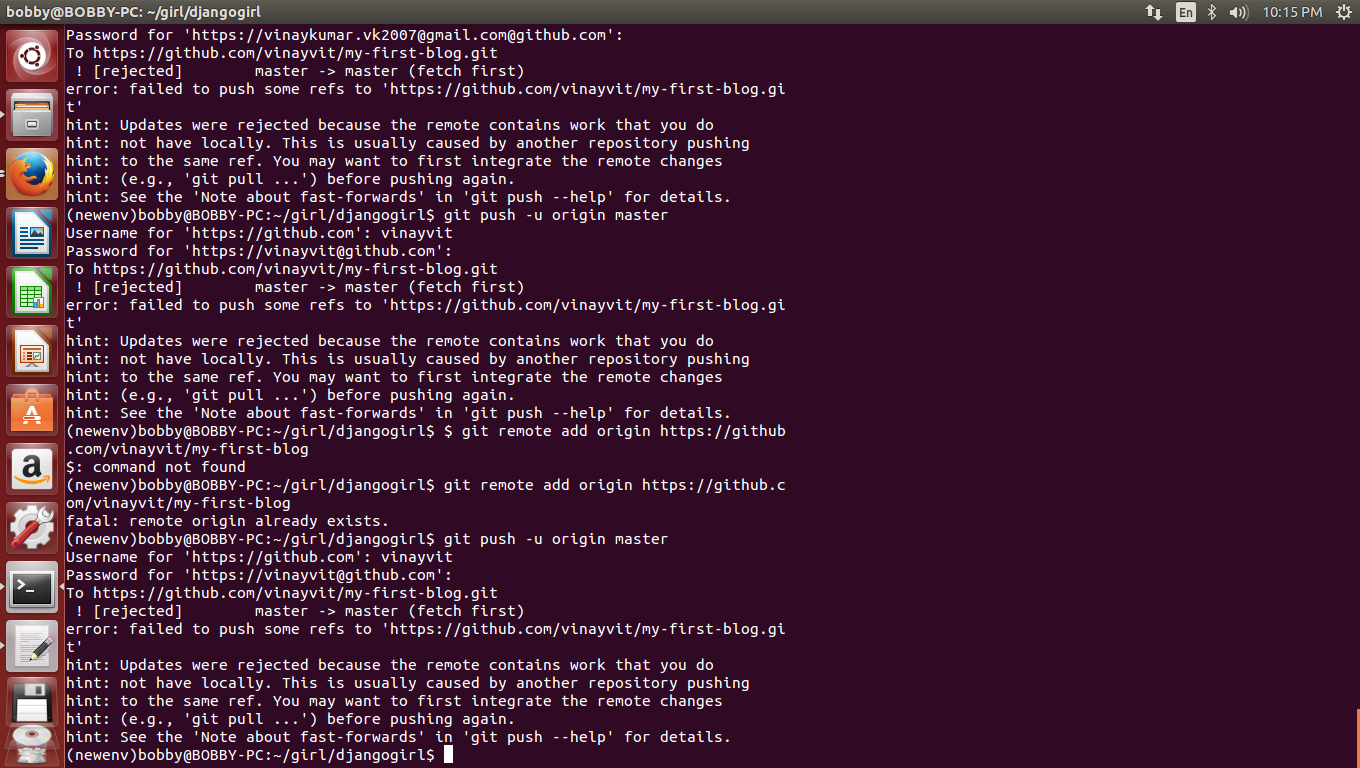 bobby@BOBBY-PC: ~/girl/djangogirl
En
10:15 PM
Password for 'https://vinaykumar.vk2007@gmail.com@github.com':
To https://github.com/vinayvit/my-first-blog.git
 ! [rejected]        master -> master (fetch first)
error: failed to push some refs to 'https://github.com/vinayvit/my-first-blog.gi
t'
hint: Updates were rejected because the remote contains work that you do
hint: not have locally. This is usually caused by another repository pushing
hint: to the same ref. You may want to first integrate the remote changes
hint: (e.g., 'git pull ...') before pushing again.
hint: See the 'Note about fast-forwards' in 'git push --help' for details.
(newenv)bobby@BOBBY-PC:~/girl/djangogirl$ git push -u origin master
Username for 'https://github.com': vinayvit
Password for 'https://vinayvit@github.com':
To https://github.com/vinayvit/my-first-blog.git
 ! [rejected]        master -> master (fetch first)
error: failed to push some refs to 'https://github.com/vinayvit/my-first-blog.gi
t'
hint: Updates were rejected because the remote contains work that you do
hint: not have locally. This is usually caused by another repository pushing
hint: to the same ref. You may want to first integrate the remote changes
hint: (e.g., 'git pull ...') before pushing again.
hint: See the 'Note about fast-forwards' in 'git push --help' for details.
(newenv)bobby@BOBBY-PC:~/girl/djangogirl$ $ git remote add origin https://github
.com/vinayvit/my-first-blog
$: command not found
(newenv)bobby@BOBBY-PC:~/girl/djangogirl$ git remote add origin https://github.c
om/vinayvit/my-first-blog
fatal: remote origin already exists.
(newenv)bobby@BOBBY-PC:~/girl/djangogirl$ git push -u origin master
Username for 'https://github.com': vinayvit
Password for 'https://vinayvit@github.com':
To https://github.com/vinayvit/my-first-blog.git
 ! [rejected]        master -> master (fetch first)
error: failed to push some refs to 'https://github.com/vinayvit/my-first-blog.gi
t'
hint: Updates were rejected because the remote contains work that you do
hint: not have locally. This is usually caused by another repository pushing
hint: to the same ref. You may want to first integrate the remote changes
hint: (e.g., 'git pull ...') before pushing again.
hint: See the 'Note about fast-forwards' in 'git push --help' for details.
(newenv)bobby@BOBBY-PC:~/girl/djangogirl$